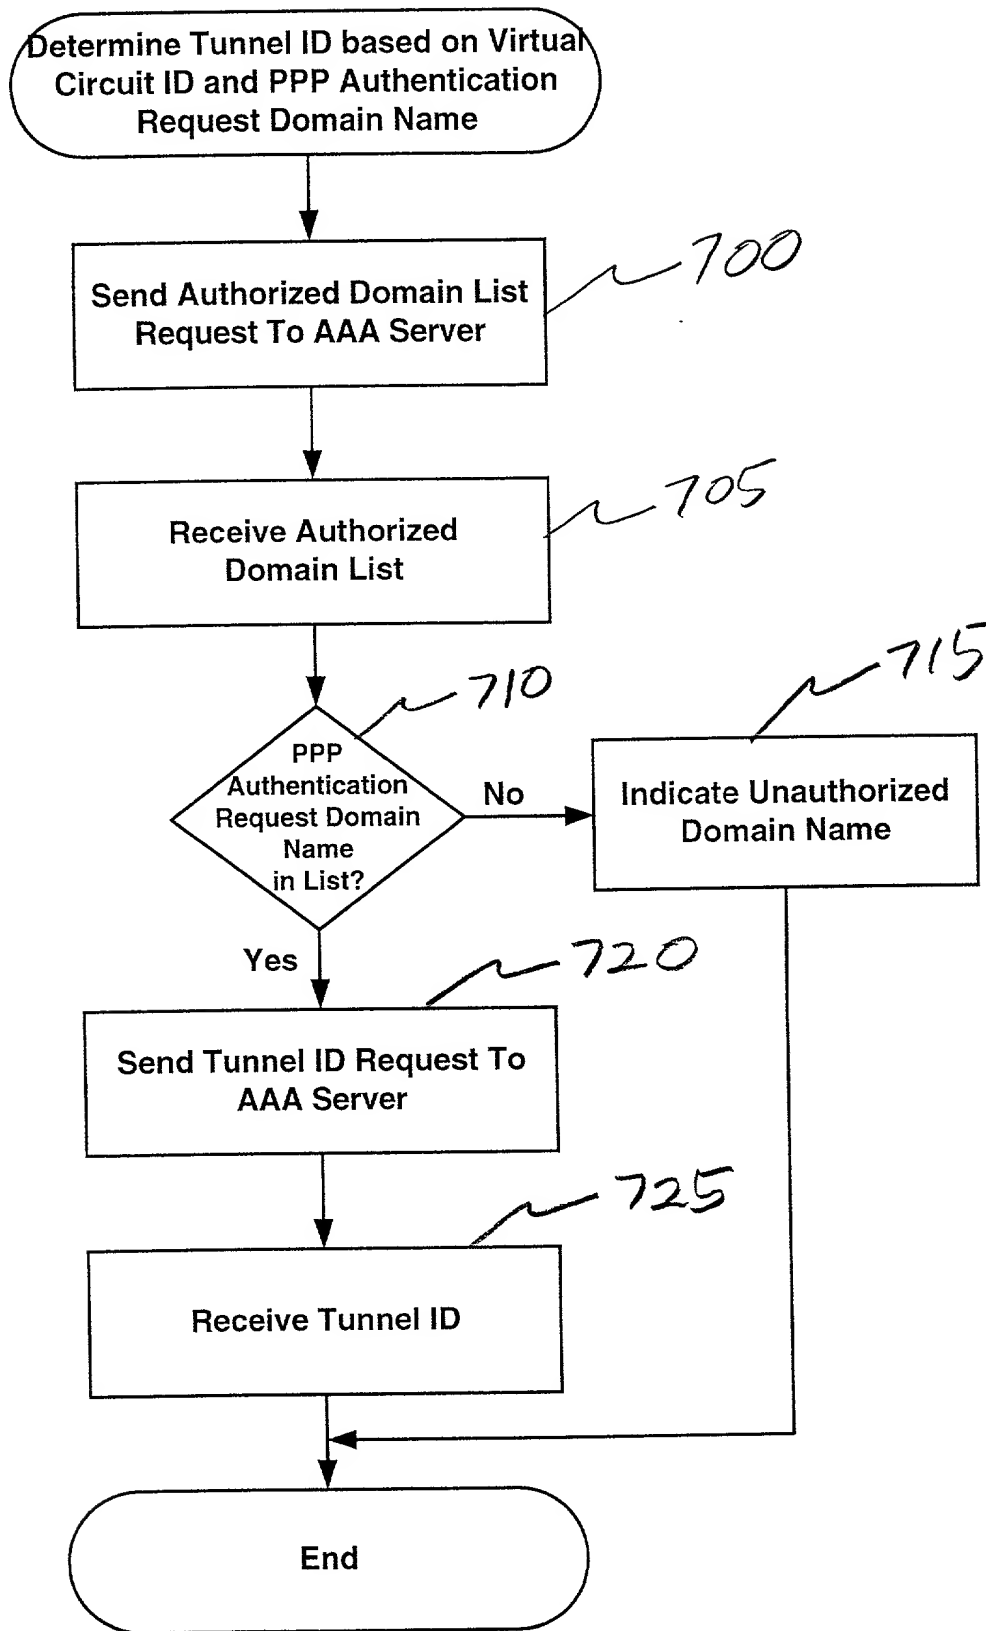 Determine Tunnel ID based on Virtual
Circuit ID and PPP Authentication
Request Domain Name
700
Send Authorized Domain List
Request To AAA Server
705
Receive Authorized
Domain List
710
715
PPP
Authentication
Request Domain
Name
in List?
No
Indicate Unauthorized
Domain Name
Yes
720
Send Tunnel ID Request To
AAA Server
725
Receive Tunnel ID
End